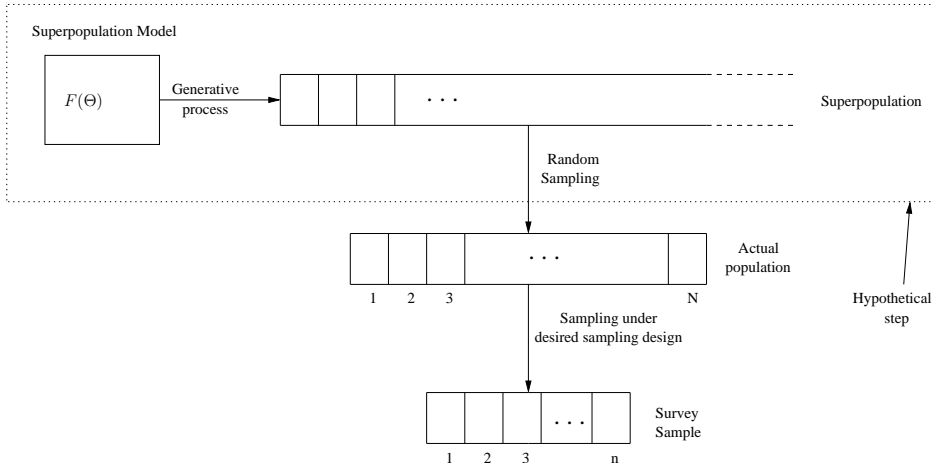 Superpopulation Model
F(Θ)
Generative
process
. . .
Superpopulation
Random
Sampling
. . .
Actual
population
1 2 3 N
Hypothetical
step
Sampling under
desired sampling design
. . .
Survey
Sample
1 2 3 n